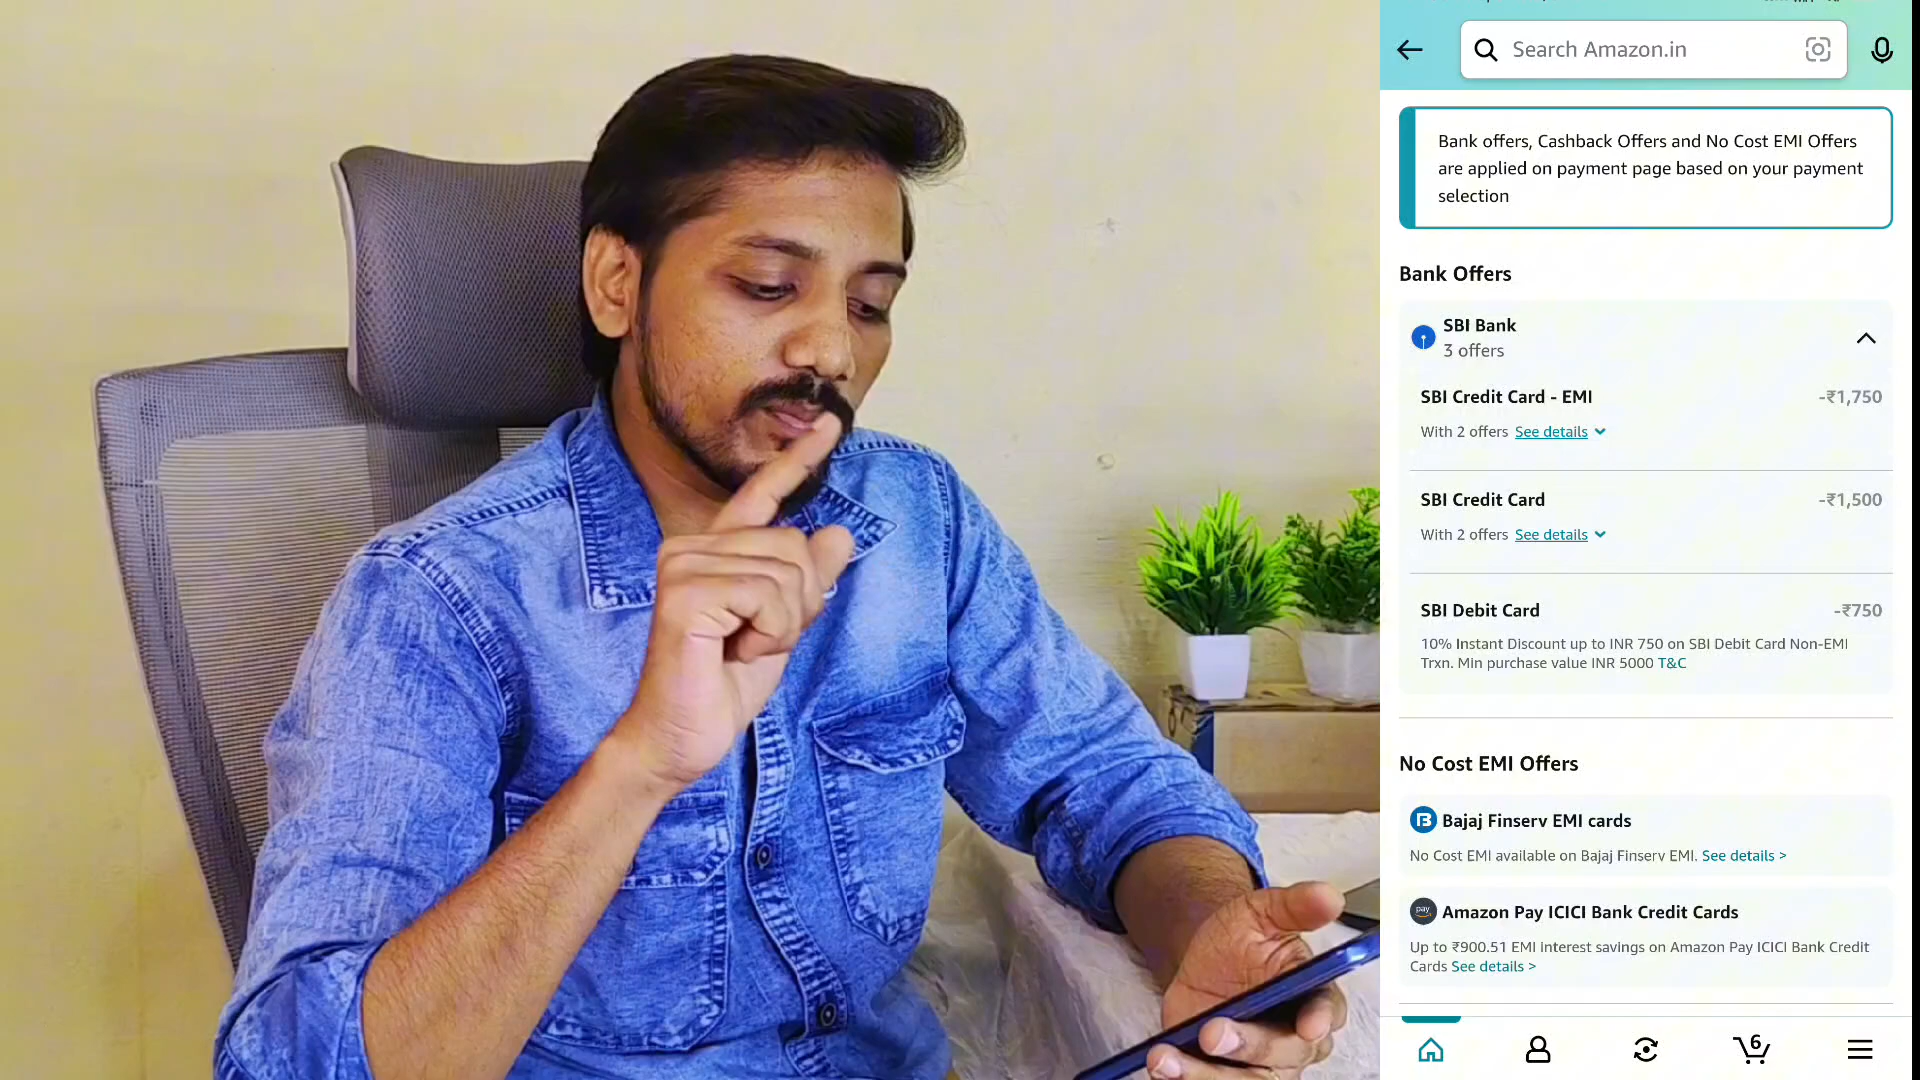 Search Amazon.in
Bank offers, Cashback Offers and No Cost EMI Offers
are applied on payment page based on your payment
selection
Bank Offers
SBI Bank
3 offers
SBI Credit Card - EMI -₹1,750
With 2 offers See details
SBI Credit Card -₹1,500
With 2 offers See details
SBI Debit Card -₹750
10% Instant Discount up to INR 750 on SBI Debit Card Non-EMI
Trxn. Min purchase value INR 5000 T&C
No Cost EMI Offers
Bajaj Finserv EMI cards
No Cost EMI available on Bajaj Finserv EMI. See details >
pay
Amazon Pay ICICI Bank Credit Cards
Up to ₹900.51 EMI interest savings on Amazon Pay ICICI Bank Credit
Cards See details >
6